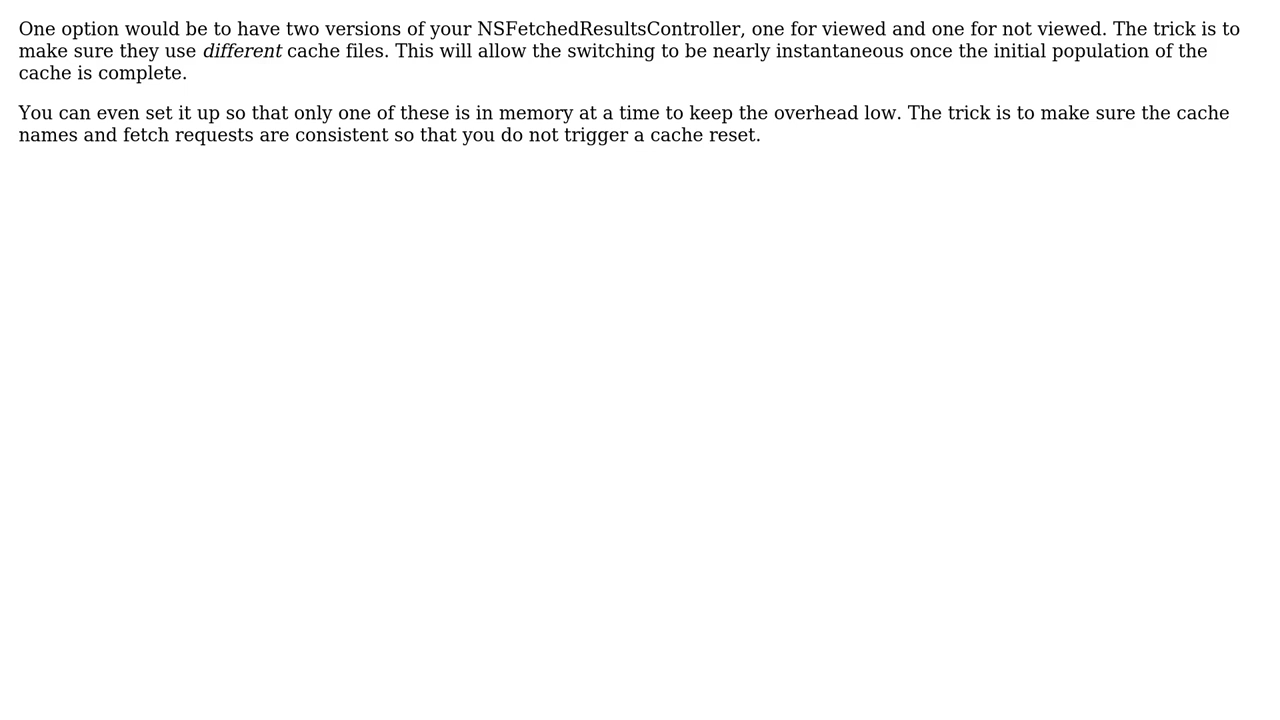 One option would be to have two versions of your NSFetchedResultsController, one for viewed and one for not viewed. The trick is to
make sure they use different cache files. This will allow the switching to be nearly instantaneous once the initial population of the
cache is complete.
You can even set it up so that only one of these is in memory at a time to keep the overhead low. The trick is to make sure the cache
names and fetch requests are consistent so that you do not trigger a cache reset.